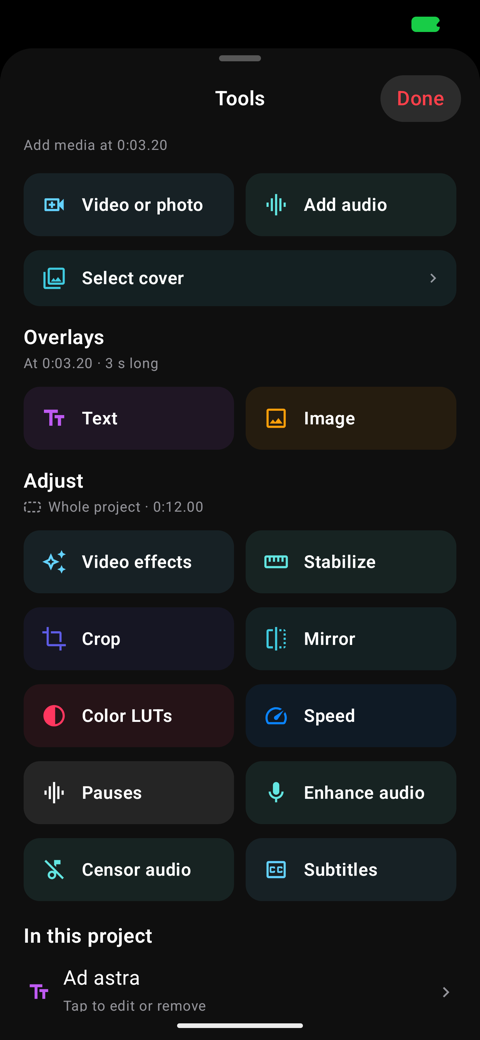 Tools
Done
Add media at 0:03.20
Video or photo
Add audio
Select cover
Overlays
At 0:03.20 · 3 s long
Text
Image
Adjust
Whole project · 0:12.00
Video effects
Stabilize
Crop
Mirror
Color LUTs
Speed
Pauses
Enhance audio
Censor audio
CC
Subtitles
In this project
Ad astra
Tap to edit or remove